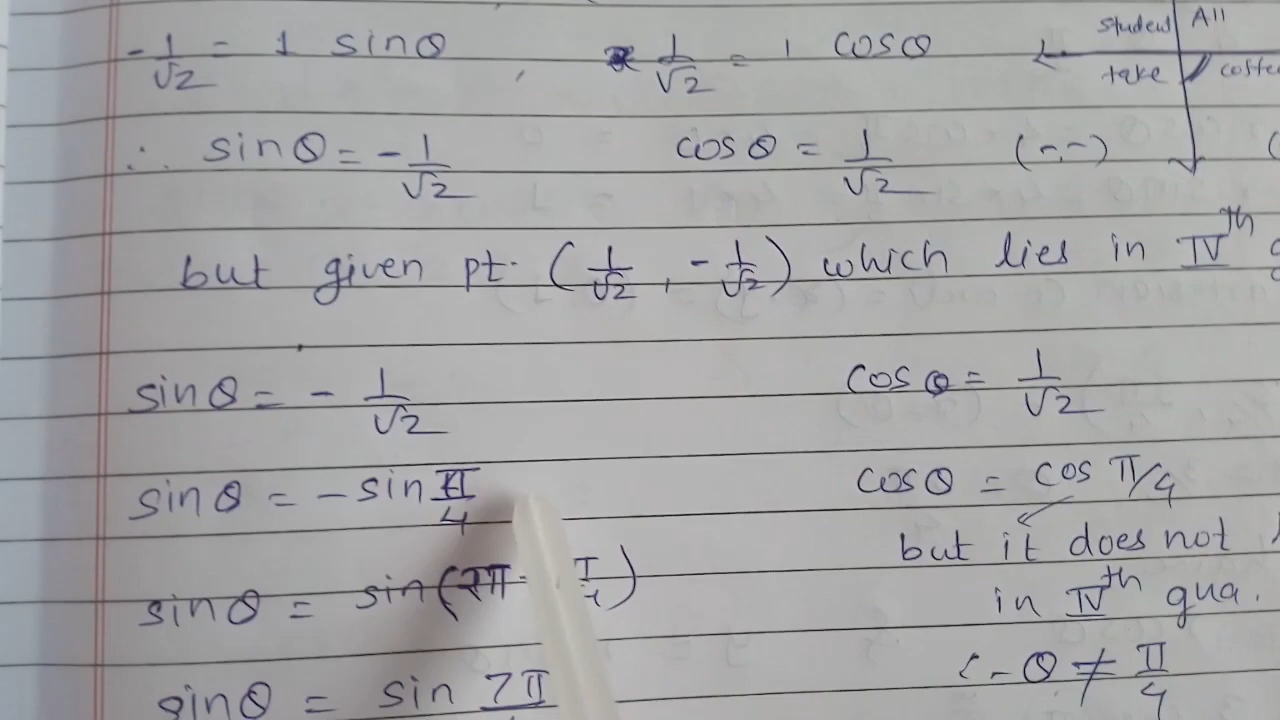 -1/√2 = 1 sinθ 1/√2 = 1 cosθ ← student All
take
∴ sinθ = -1/√2 cosθ = 1/√2 (-,-)
but given pt. (1/√2, -1/√2) which lies in IVth
sinθ = - 1/√2 cosθ = 1/√2
sinθ = -sin π/4 cosθ = cos π/4
but it does not
sinθ = sin(2π - π/4) in IVth qua.
sinθ = sin 7π θ ≠ π/4